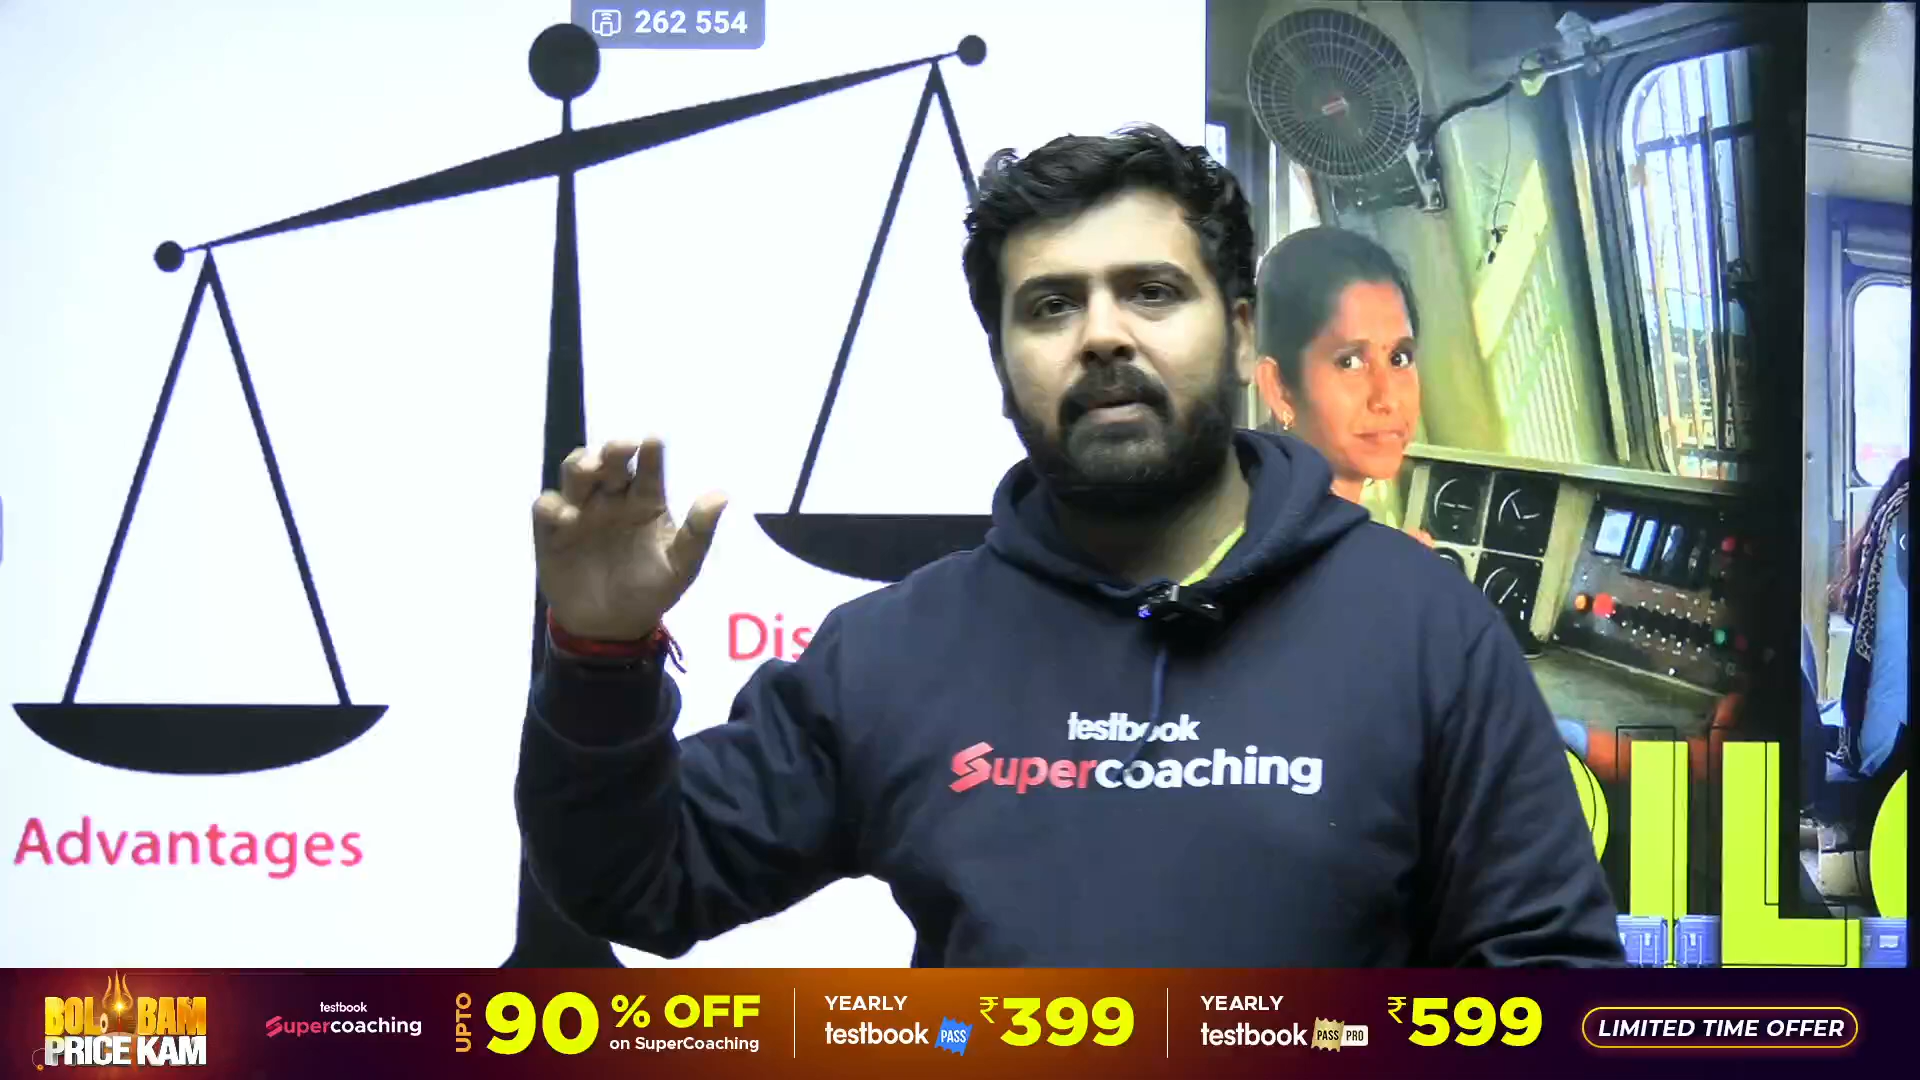 262 554
Dis
Advantages
testbook
Supercoaching
PILO
BOL BAM
PRICE KAM
testbook
Supercoaching
UPTO
90% OFF
on SuperCoaching
YEARLY
testbook PASS
₹399
YEARLY
testbook PASS PRO
₹599
LIMITED TIME OFFER